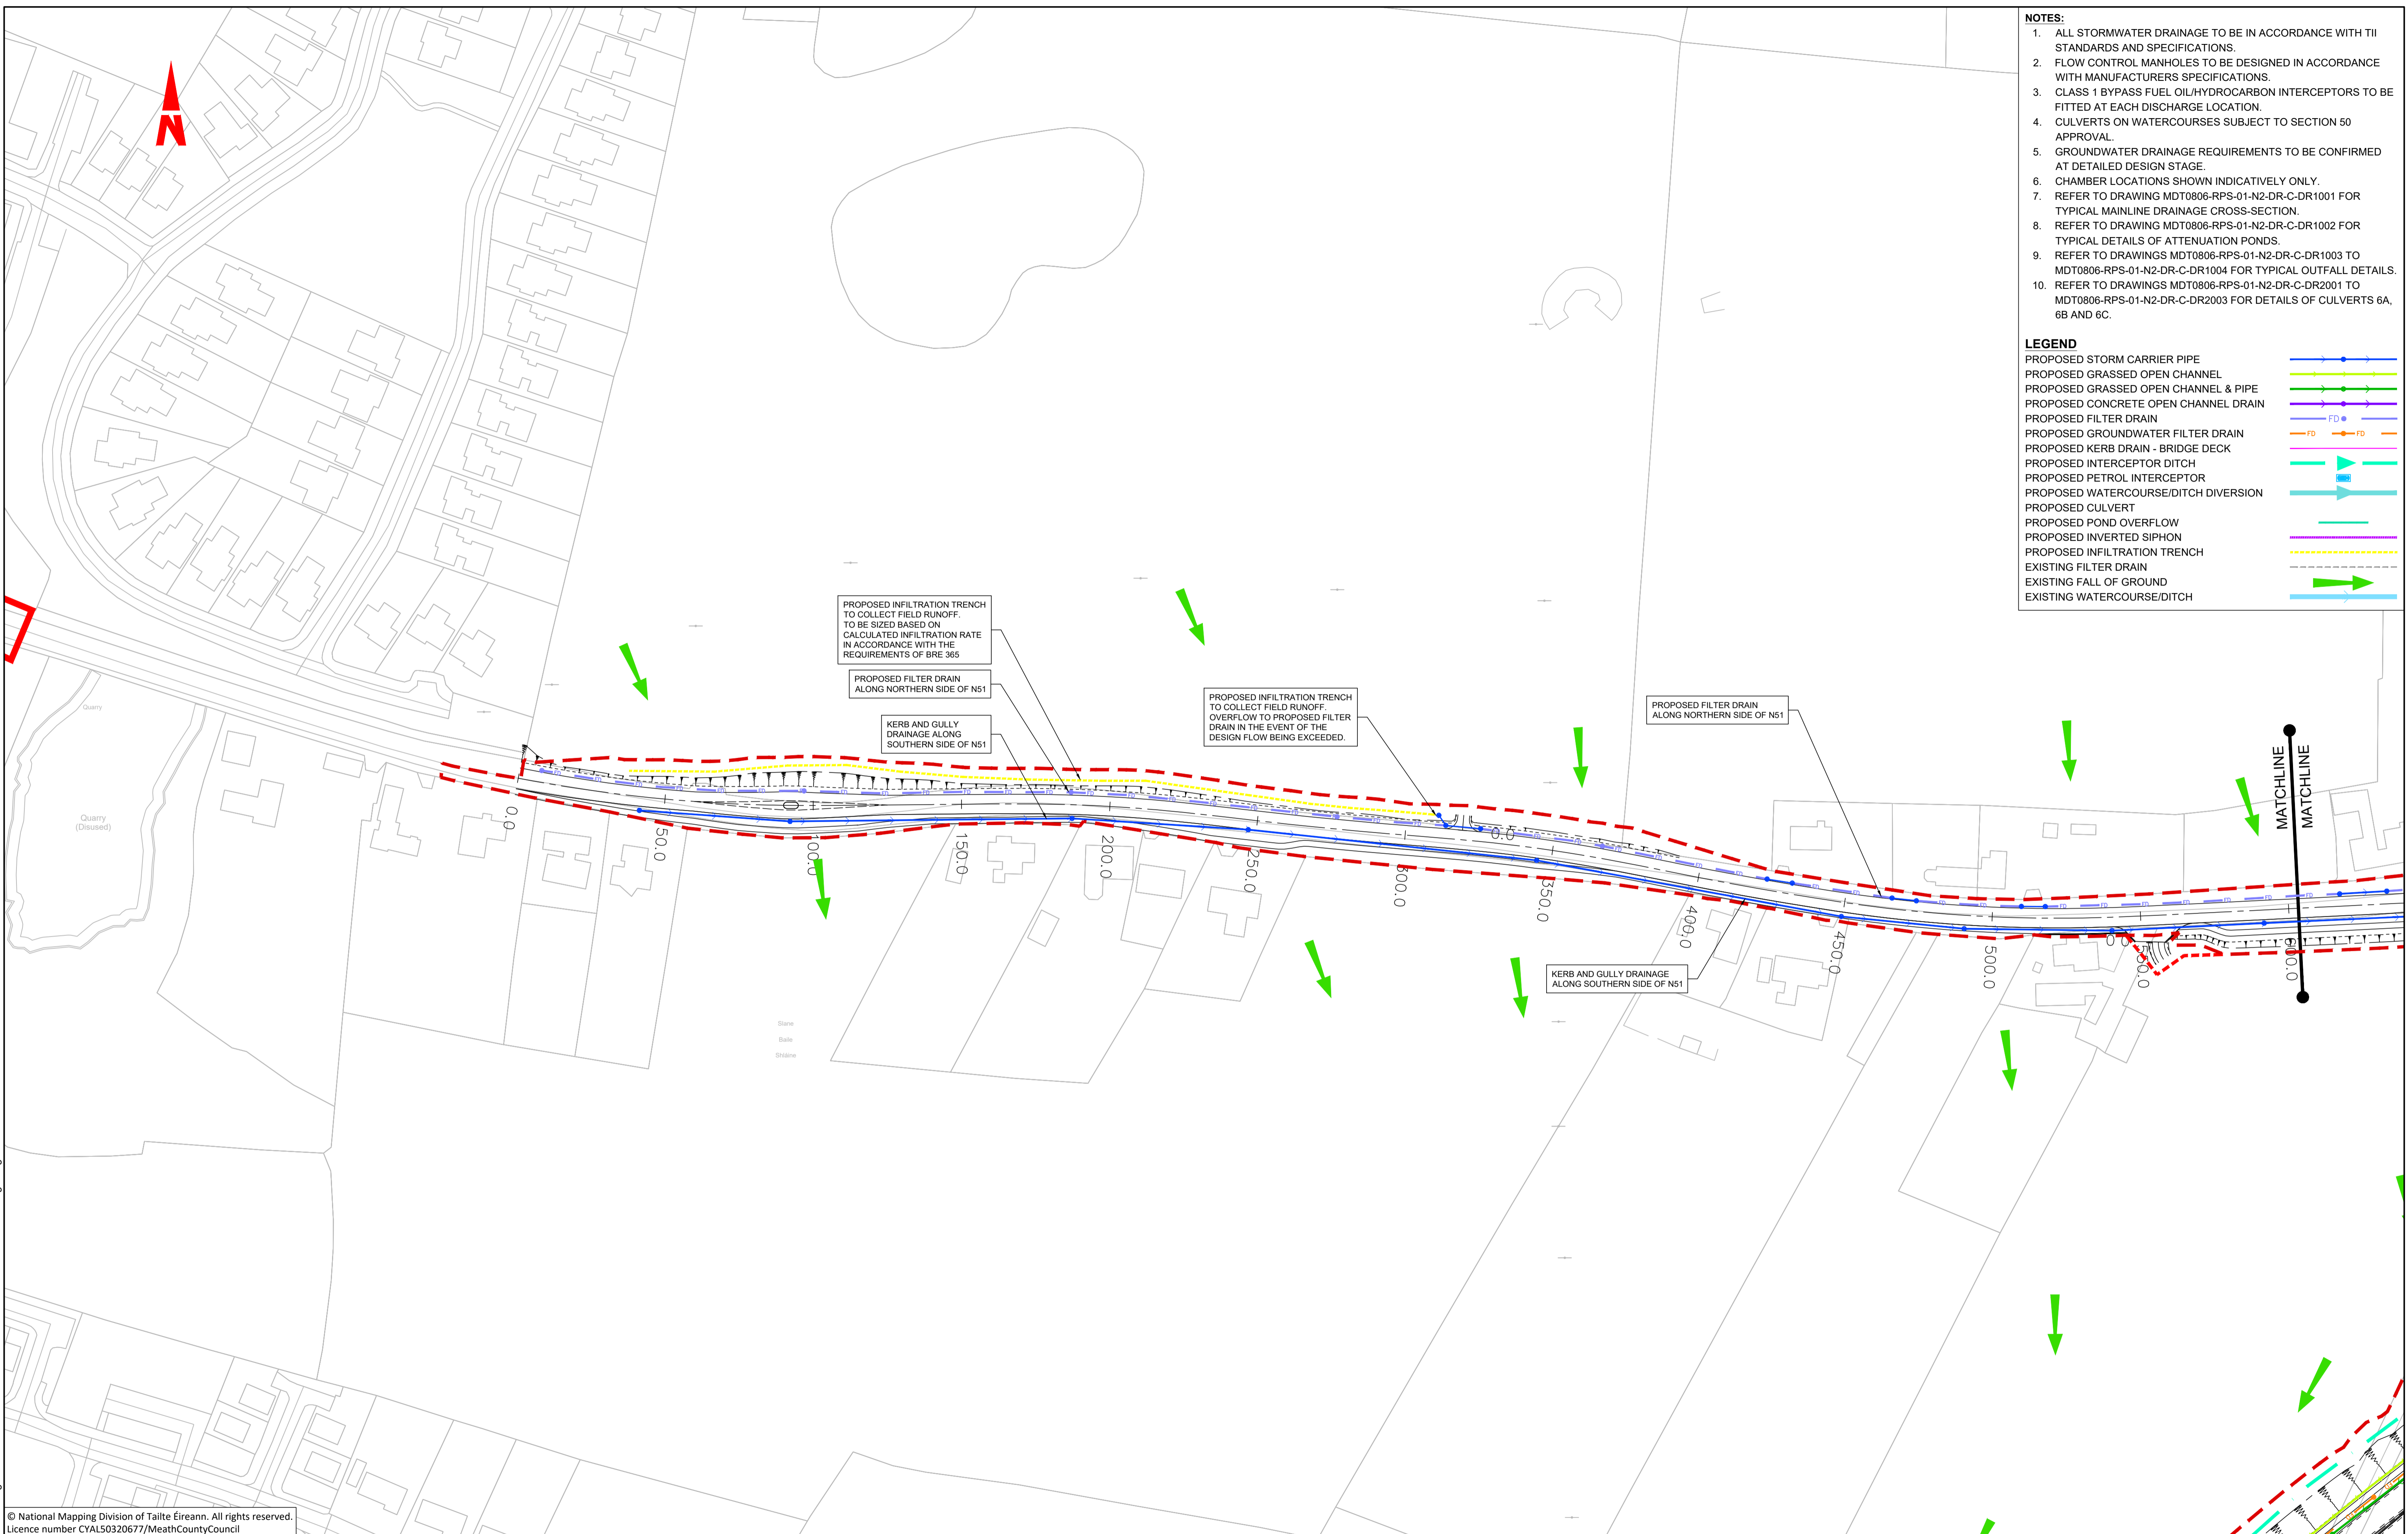 N
NOTES:
1. ALL STORMWATER DRAINAGE TO BE IN ACCORDANCE WITH TII
STANDARDS AND SPECIFICATIONS.
2. FLOW CONTROL MANHOLES TO BE DESIGNED IN ACCORDANCE
WITH MANUFACTURERS SPECIFICATIONS.
3. CLASS 1 BYPASS FUEL OIL/HYDROCARBON INTERCEPTORS TO BE
FITTED AT EACH DISCHARGE LOCATION.
4. CULVERTS ON WATERCOURSES SUBJECT TO SECTION 50
APPROVAL.
5. GROUNDWATER DRAINAGE REQUIREMENTS TO BE CONFIRMED
AT DETAILED DESIGN STAGE.
6. CHAMBER LOCATIONS SHOWN INDICATIVELY ONLY.
7. REFER TO DRAWING MDT0806-RPS-01-N2-DR-C-DR1001 FOR
TYPICAL MAINLINE DRAINAGE CROSS-SECTION.
8. REFER TO DRAWING MDT0806-RPS-01-N2-DR-C-DR1002 FOR
TYPICAL DETAILS OF ATTENUATION PONDS.
9. REFER TO DRAWINGS MDT0806-RPS-01-N2-DR-C-DR1003 TO
MDT0806-RPS-01-N2-DR-C-DR1004 FOR TYPICAL OUTFALL DETAILS.
10. REFER TO DRAWINGS MDT0806-RPS-01-N2-DR-C-DR2001 TO
MDT0806-RPS-01-N2-DR-C-DR2003 FOR DETAILS OF CULVERTS 6A,
6B AND 6C.
LEGEND
PROPOSED STORM CARRIER PIPE
PROPOSED GRASSED OPEN CHANNEL
PROPOSED GRASSED OPEN CHANNEL & PIPE
PROPOSED CONCRETE OPEN CHANNEL DRAIN
PROPOSED FILTER DRAIN FD
PROPOSED GROUNDWATER FILTER DRAIN FD FD
PROPOSED KERB DRAIN - BRIDGE DECK
PROPOSED INTERCEPTOR DITCH
PROPOSED PETROL INTERCEPTOR
PROPOSED WATERCOURSE/DITCH DIVERSION
PROPOSED CULVERT
PROPOSED POND OVERFLOW
PROPOSED INVERTED SIPHON
PROPOSED INFILTRATION TRENCH
EXISTING FILTER DRAIN
EXISTING FALL OF GROUND
EXISTING WATERCOURSE/DITCH
PROPOSED INFILTRATION TRENCH
TO COLLECT FIELD RUNOFF.
TO BE SIZED BASED ON
CALCULATED INFILTRATION RATE
IN ACCORDANCE WITH THE
REQUIREMENTS OF BRE 365
PROPOSED FILTER DRAIN
ALONG NORTHERN SIDE OF N51
KERB AND GULLY
DRAINAGE ALONG
SOUTHERN SIDE OF N51
PROPOSED INFILTRATION TRENCH
TO COLLECT FIELD RUNOFF.
OVERFLOW TO PROPOSED FILTER
DRAIN IN THE EVENT OF THE
DESIGN FLOW BEING EXCEEDED.
PROPOSED FILTER DRAIN
ALONG NORTHERN SIDE OF N51
MATCHLINE
MATCHLINE
Quarry
Quarry
(Disused)
0.0
50.0
100.0
150.0
200.0
250.0
300.0
350.0
400.0
450.0
500.0
550.0
600.0
0.0
0.0
KERB AND GULLY DRAINAGE
ALONG SOUTHERN SIDE OF N51
Slane
Baile
Shláine
© National Mapping Division of Tailte Éireann. All rights reserved.
Licence number CYAL50320677/MeathCountyCouncil